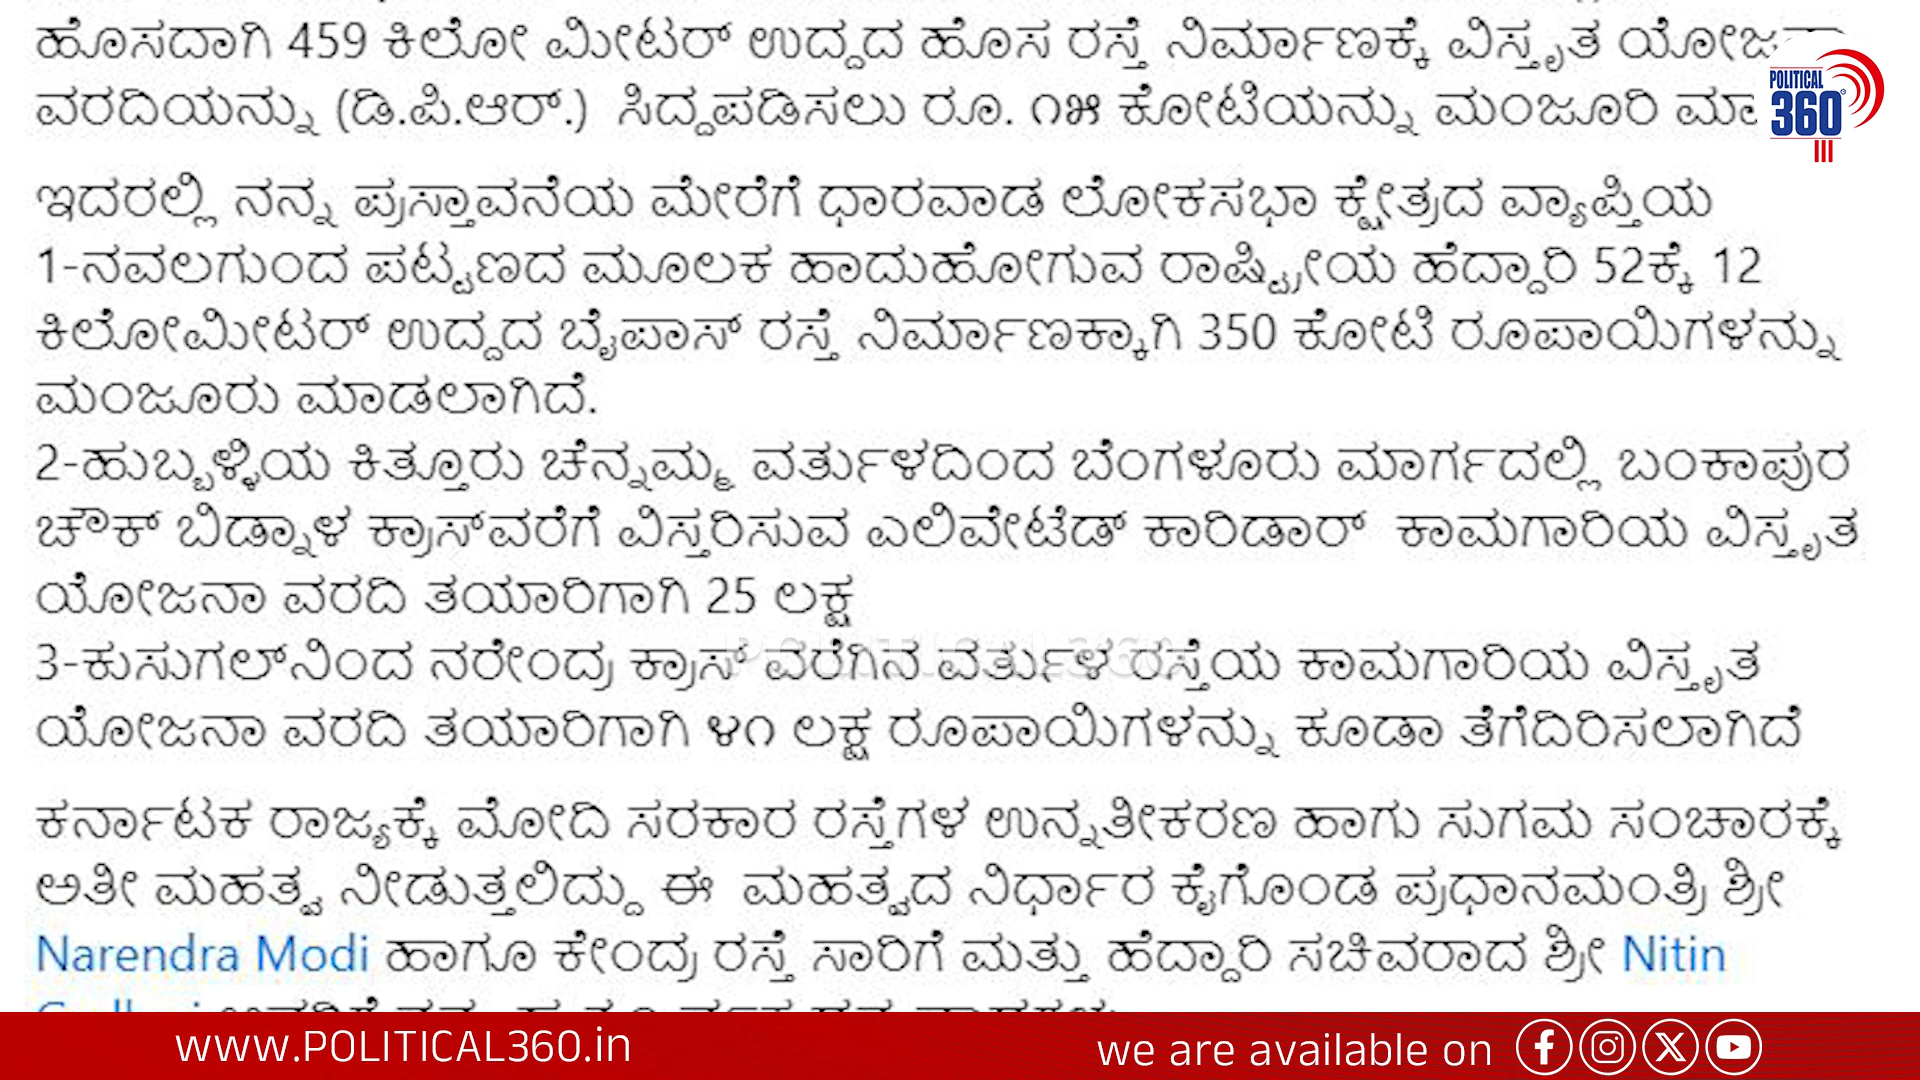 ಹೊಸದಾಗಿ 459 ಕಿಲೋ ಮೀಟರ್ ಉದ್ದದ ಹೊಸ ರಸ್ತೆ ನಿರ್ಮಾಣಕ್ಕೆ ವಿಸ್ತೃತ ಯೋಜನಾ
ವರದಿಯನ್ನು (ಡಿ.ಪಿ.ಆರ್.) ಸಿದ್ದಪಡಿಸಲು ರೂ. ೧೫ ಕೋಟಿಯನ್ನು ಮಂಜೂರಿ
POLITICAL
360°
ಇದರಲ್ಲಿ ನನ್ನ ಪ್ರಸ್ತಾವನೆಯ ಮೇರೆಗೆ ಧಾರವಾಡ ಲೋಕಸಭಾ ಕ್ಷೇತ್ರದ ವ್ಯಾಪ್ತಿಯ
1-ನವಲಗುಂದ ಪಟ್ಟಣದ ಮೂಲಕ ಹಾದುಹೋಗುವ ರಾಷ್ಟ್ರೀಯ ಹೆದ್ದಾರಿ 52ಕ್ಕೆ 12
ಕಿಲೋಮೀಟರ್ ಉದ್ದದ ಬೈಪಾಸ್ ರಸ್ತೆ ನಿರ್ಮಾಣಕ್ಕಾಗಿ 350 ಕೋಟಿ ರೂಪಾಯಿಗಳನ್ನು
ಮಂಜೂರು ಮಾಡಲಾಗಿದೆ.
2-ಹುಬ್ಬಳ್ಳಿಯ ಕಿತ್ತೂರು ಚೆನ್ನಮ್ಮ ವರ್ತುಳದಿಂದ ಬೆಂಗಳೂರು ಮಾರ್ಗದಲ್ಲಿ ಬಂಕಾಪುರ
ಚೌಕ್ ಬಿಡ್ನಾಳ ಕ್ರಾಸ್‌ವರೆಗೆ ವಿಸ್ತರಿಸುವ ಎಲಿವೇಟೆಡ್ ಕಾರಿಡಾರ್ ಕಾಮಗಾರಿಯ ವಿಸ್ತೃತ
ಯೋಜನಾ ವರದಿ ತಯಾರಿಗಾಗಿ 25 ಲಕ್ಷ
3-ಕುಸುಗಲ್‌ನಿಂದ ನರೇಂದ್ರ ಕ್ರಾಸ್ ವರೆಗಿನ ವರ್ತುಳ ರಸ್ತೆಯ ಕಾಮಗಾರಿಯ ವಿಸ್ತೃತ
POLITICAL360
ಯೋಜನಾ ವರದಿ ತಯಾರಿಗಾಗಿ ೪೧ ಲಕ್ಷ ರೂಪಾಯಿಗಳನ್ನು ಕೂಡಾ ತೆಗೆದಿರಿಸಲಾಗಿದೆ
ಕರ್ನಾಟಕ ರಾಜ್ಯಕ್ಕೆ ಮೋದಿ ಸರಕಾರ ರಸ್ತೆಗಳ ಉನ್ನತೀಕರಣ ಹಾಗು ಸುಗಮ ಸಂಚಾರಕ್ಕೆ
ಅತೀ ಮಹತ್ವ ನೀಡುತ್ತಲಿದ್ದು ಈ ಮಹತ್ವದ ನಿರ್ಧಾರ ಕೈಗೊಂಡ ಪ್ರಧಾನಮಂತ್ರಿ ಶ್ರೀ
Narendra Modi ಹಾಗೂ ಕೇಂದ್ರ ರಸ್ತೆ ಸಾರಿಗೆ ಮತ್ತು ಹೆದ್ದಾರಿ ಸಚಿವರಾದ ಶ್ರೀ Nitin
www.POLITICAL360.in
we are available on